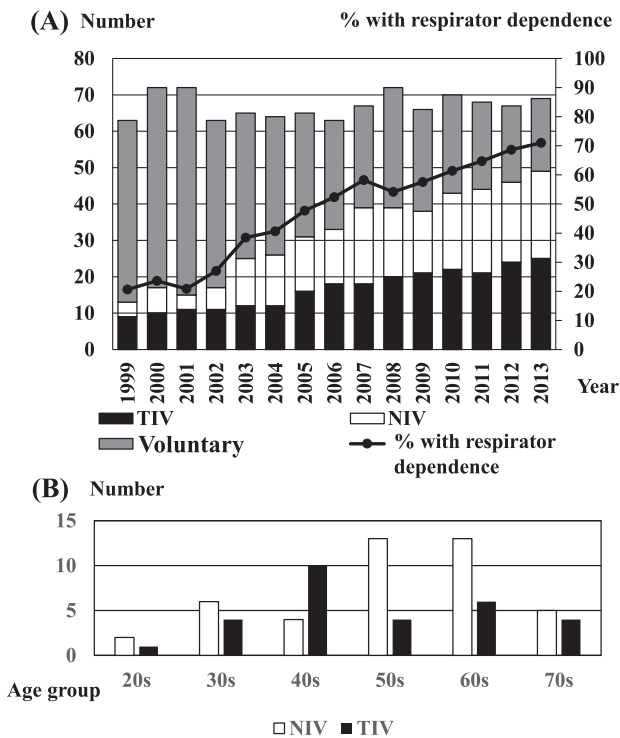 (A) Number % with respirator dependence
80 100
70 90
60 80
50 70
40 60
30 50
20 40
10 30
0 20
10
0
1999 2000 2001 2002 2003 2004 2005 2006 2007 2008 2009 2010 2011 2012 2013 Year
TIV NIV
Voluntary % with respirator
dependence
(B) Number
15
10
5
0
Age group 20s 30s 40s 50s 60s 70s
NIV TIV